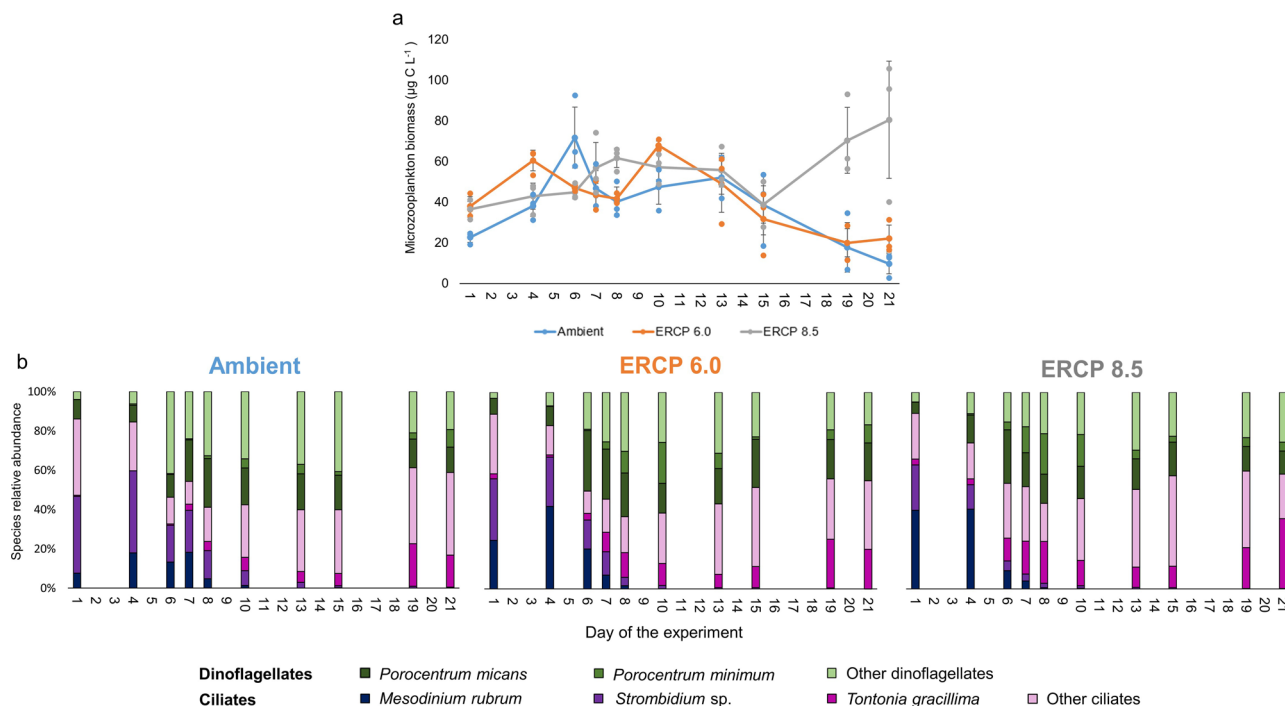 a
Microzooplankton biomass (µg C L⁻¹)
120
100
80
60
40
20
0
1 2 3 4 5 6 7 8 9 10 11 12 13 14 15 16 17 18 19 20 21
Ambient ERCP 6.0 ERCP 8.5
b
Ambient ERCP 6.0 ERCP 8.5
Species relative abundance
100%
80%
60%
40%
20%
0%
1 2 3 4 5 6 7 8 9 10 11 12 13 14 15 16 17 18 19 20 21
1 2 3 4 5 6 7 8 9 10 11 12 13 14 15 16 17 18 19 20 21
1 2 3 4 5 6 7 8 9 10 11 12 13 14 15 16 17 18 19 20 21
Day of the experiment
Dinoflagellates Porocentrum micans Porocentrum minimum Other dinoflagellates
Ciliates Mesodinium rubrum Strombidium sp. Tontonia gracillima Other ciliates